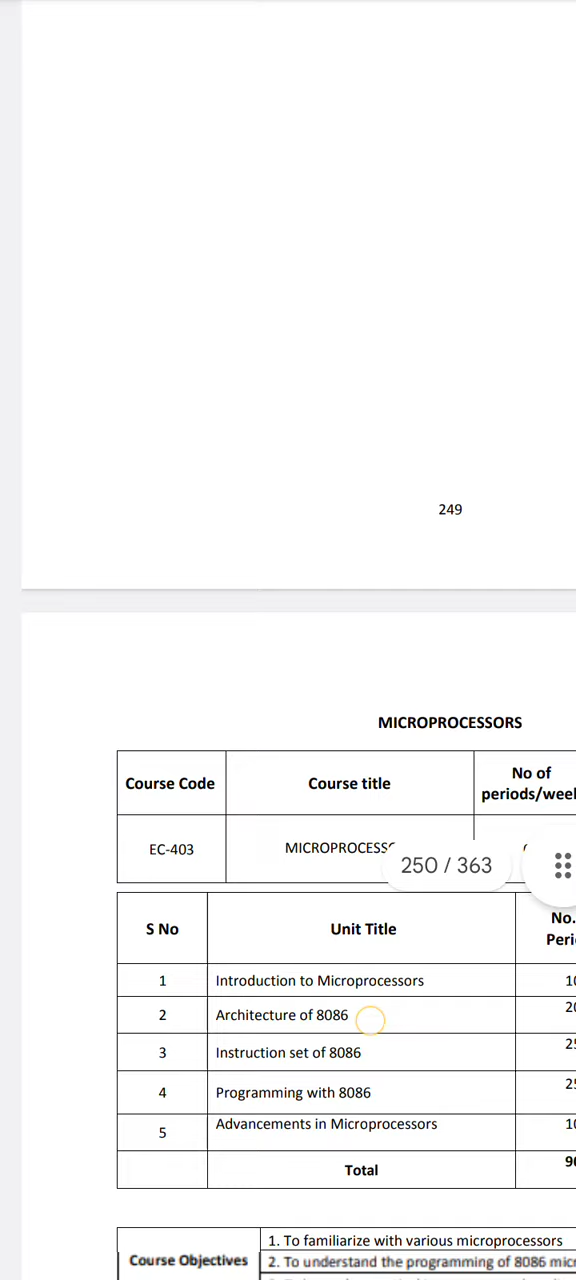 249
MICROPROCESSORS
Course Code Course title No of
periods/week
EC-403
250 / 363
S No Unit Title No.
1 Introduction to Microprocessors
2 Architecture of 8086
3 Instruction set of 8086
4 Programming with 8086
5 Advancements in Microprocessors
Total
Course Objectives
1. To familiarize with various microprocessors
2. To understand the programming of 8086